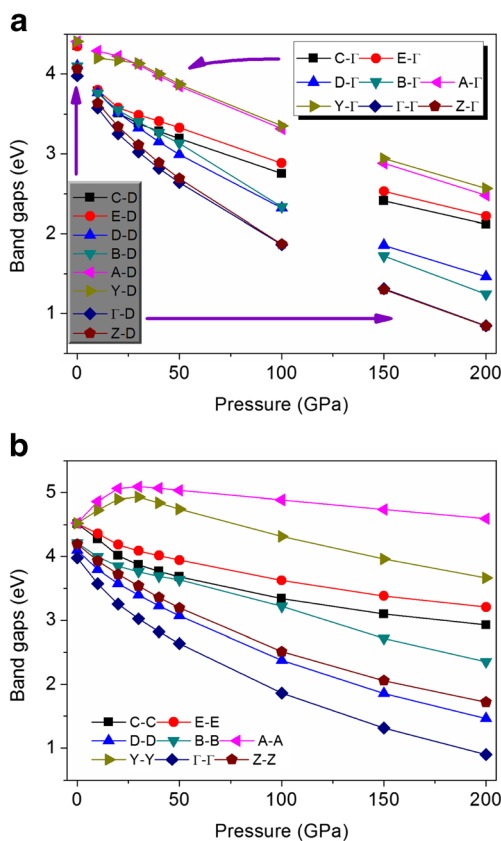 a
C-Γ E-Γ
D-Γ B-Γ A-Γ
Y-Γ Γ-Γ Z-Γ
4
3
2
1
Band gaps (eV)
C-D
E-D
D-D
B-D
A-D
Y-D
Γ-D
Z-D
0 50 100 150 200
Pressure (GPa)
b
5
4
3
2
1
Band gaps (eV)
C-C E-E
D-D B-B A-A
Y-Y Γ-Γ Z-Z
0 50 100 150 200
Pressure (GPa)